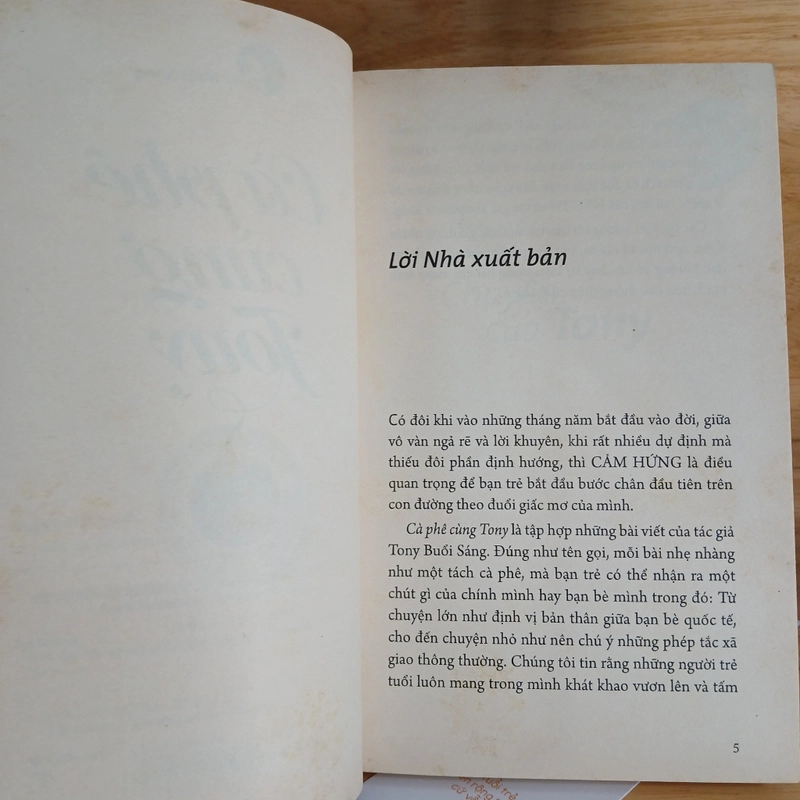 Lời Nhà xuất bản
Có đôi khi vào những tháng năm bắt đầu vào đời, giữa
vô vàn ngả rẽ và lời khuyên, khi rất nhiều dự định mà
thiếu đôi phần định hướng, thì CẢM HỨNG là điều
quan trọng để bạn trẻ bắt đầu bước chân đầu tiên trên
con đường theo đuổi giấc mơ của mình.
Cà phê cùng Tony là tập hợp những bài viết của tác giả
Tony Buổi Sáng. Đúng như tên gọi, mỗi bài nhẹ nhàng
như một tách cà phê, mà bạn trẻ có thể nhận ra một
chút gì của chính mình hay bạn bè mình trong đó: Từ
chuyện lớn như định vị bản thân giữa bạn bè quốc tế,
cho đến chuyện nhỏ như nên chú ý những phép tắc xã
giao thông thường. Chúng tôi tin rằng những người trẻ
tuổi luôn mang trong mình khát khao vươn lên và tấm
5